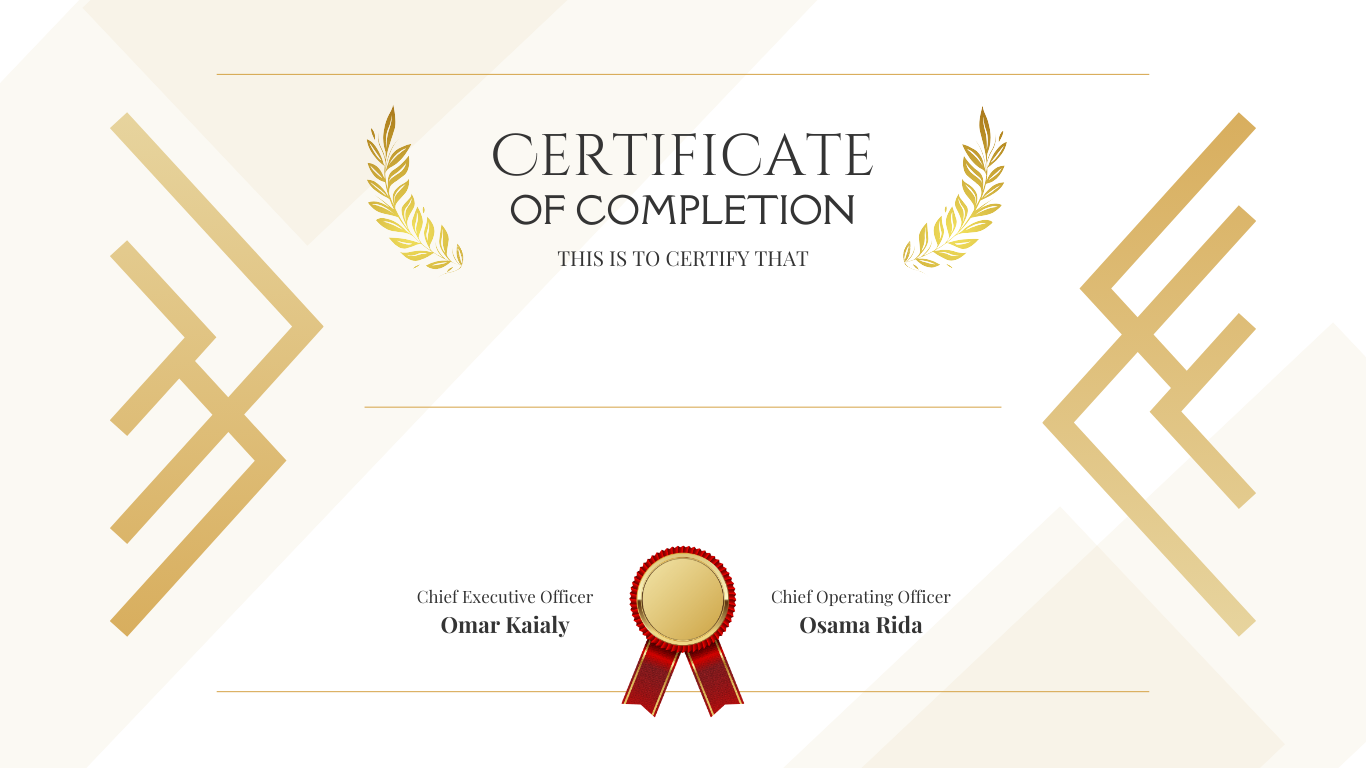 CERTIFICATE
OF COMPLETION
THIS IS TO CERTIFY THAT
Chief Executive Officer
Omar Kaialy
Chief Operating Officer
Osama Rida